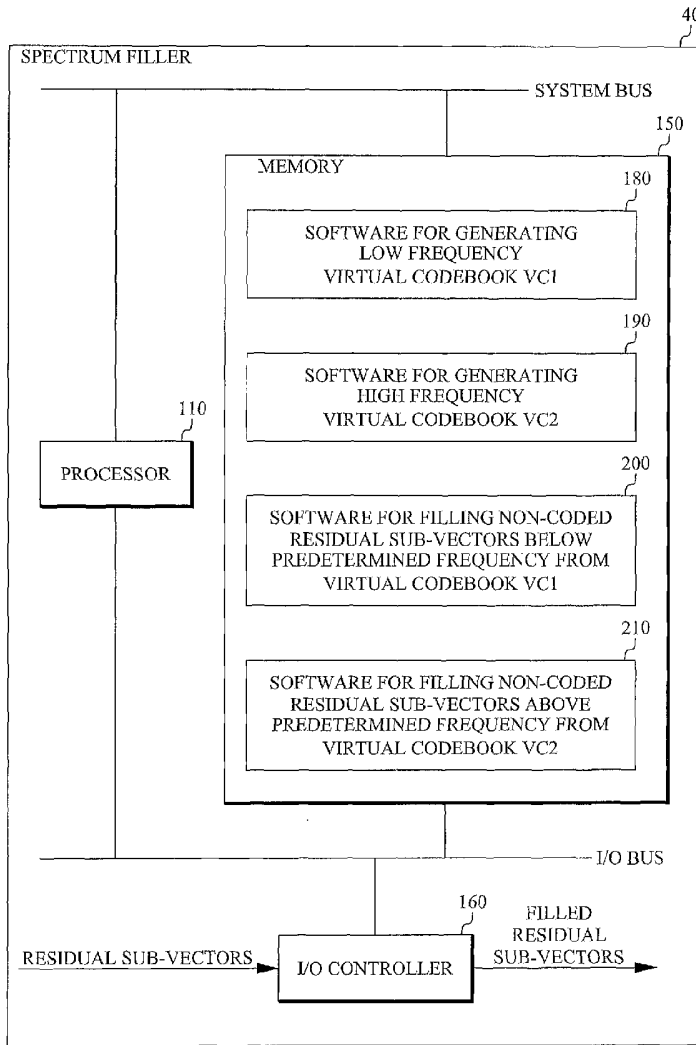 40
SPECTRUM FILLER
SYSTEM BUS
150
MEMORY
180
SOFTWARE FOR GENERATING
LOW FREQUENCY
VIRTUAL CODEBOOK VC1
190
SOFTWARE FOR GENERATING
HIGH FREQUENCY
VIRTUAL CODEBOOK VC2
110
PROCESSOR
200
SOFTWARE FOR FILLING NON-CODED
RESIDUAL SUB-VECTORS BELOW
PREDETERMINED FREQUENCY FROM
VIRTUAL CODEBOOK VC1
210
SOFTWARE FOR FILLING NON-CODED
RESIDUAL SUB-VECTORS ABOVE
PREDETERMINED FREQUENCY FROM
VIRTUAL CODEBOOK VC2
I/O BUS
160
RESIDUAL SUB-VECTORS
I/O CONTROLLER
FILLED
RESIDUAL
SUB-VECTORS